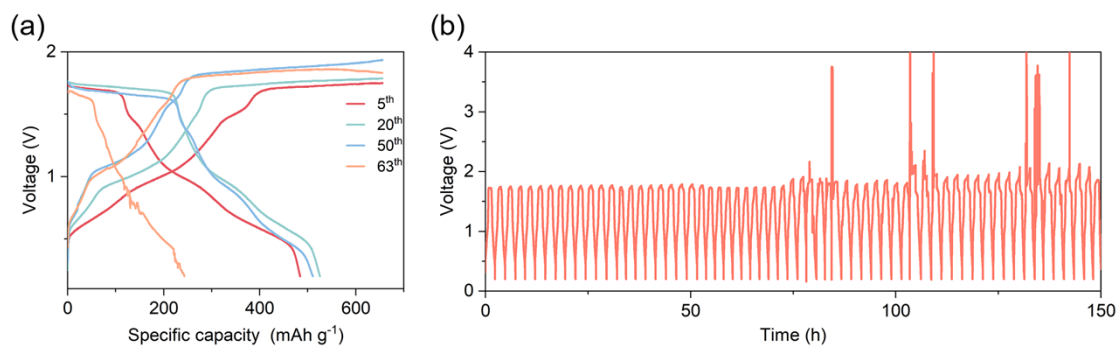 (a)
2
1
Voltage (V)
5th
20th
50th
63th
0
200
400
600
Specific capacity (mAh g-1)
(b)
4
3
2
1
0
Voltage (V)
0
50
100
150
Time (h)